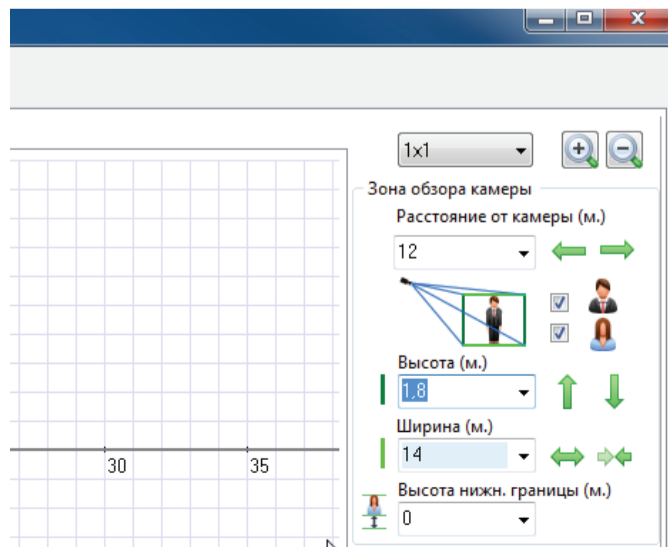 1x1
Зона обзора камеры
Расстояние от камеры (м.)
12
Высота (м.)
1,8
Ширина (м.)
14
Высота нижн. границы (м.)
0
30 35